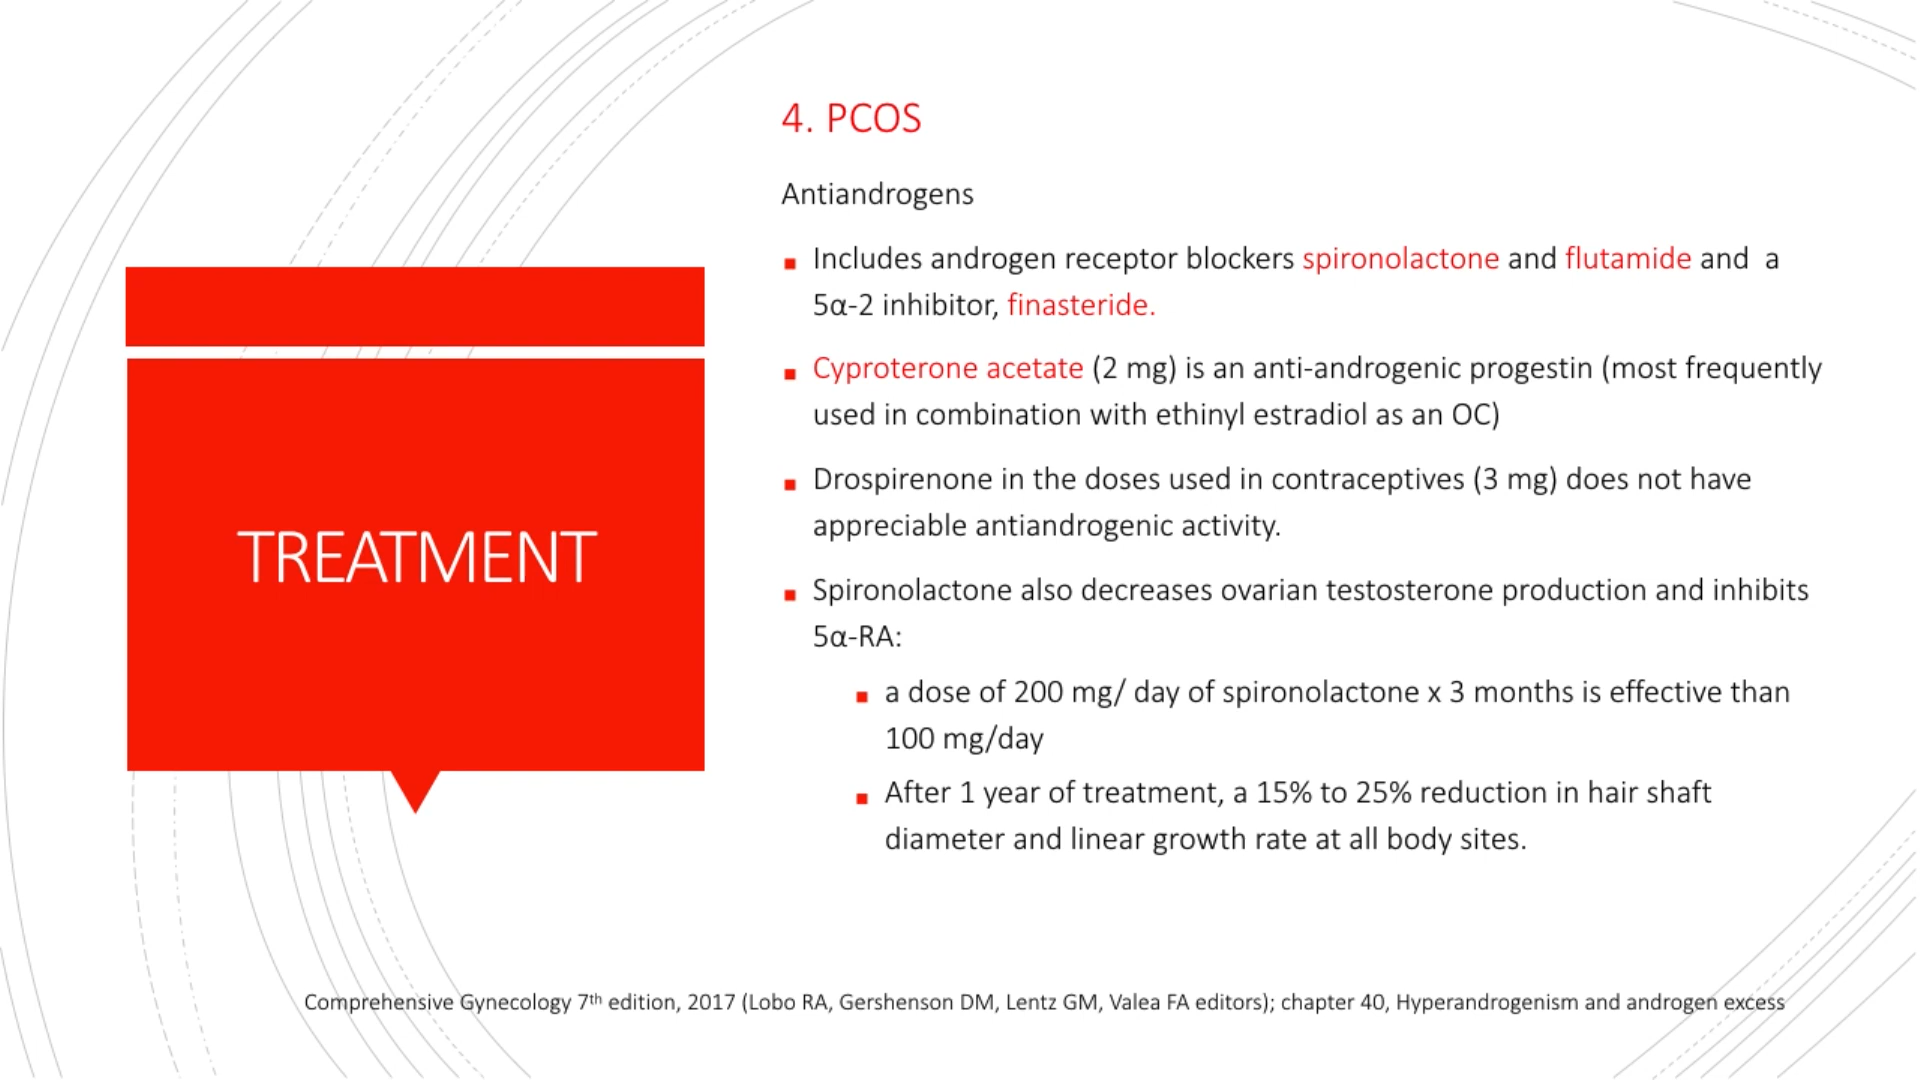 TREATMENT
4. PCOS
Antiandrogens
Includes androgen receptor blockers spironolactone and flutamide and a
5α-2 inhibitor, finasteride.
Cyproterone acetate (2 mg) is an anti-androgenic progestin (most frequently
used in combination with ethinyl estradiol as an OC)
Drospirenone in the doses used in contraceptives (3 mg) does not have
appreciable antiandrogenic activity.
Spironolactone also decreases ovarian testosterone production and inhibits
5α-RA:
a dose of 200 mg/ day of spironolactone x 3 months is effective than
100 mg/day
After 1 year of treatment, a 15% to 25% reduction in hair shaft
diameter and linear growth rate at all body sites.
Comprehensive Gynecology 7th edition, 2017 (Lobo RA, Gershenson DM, Lentz GM, Valea FA editors); chapter 40, Hyperandrogenism and androgen excess